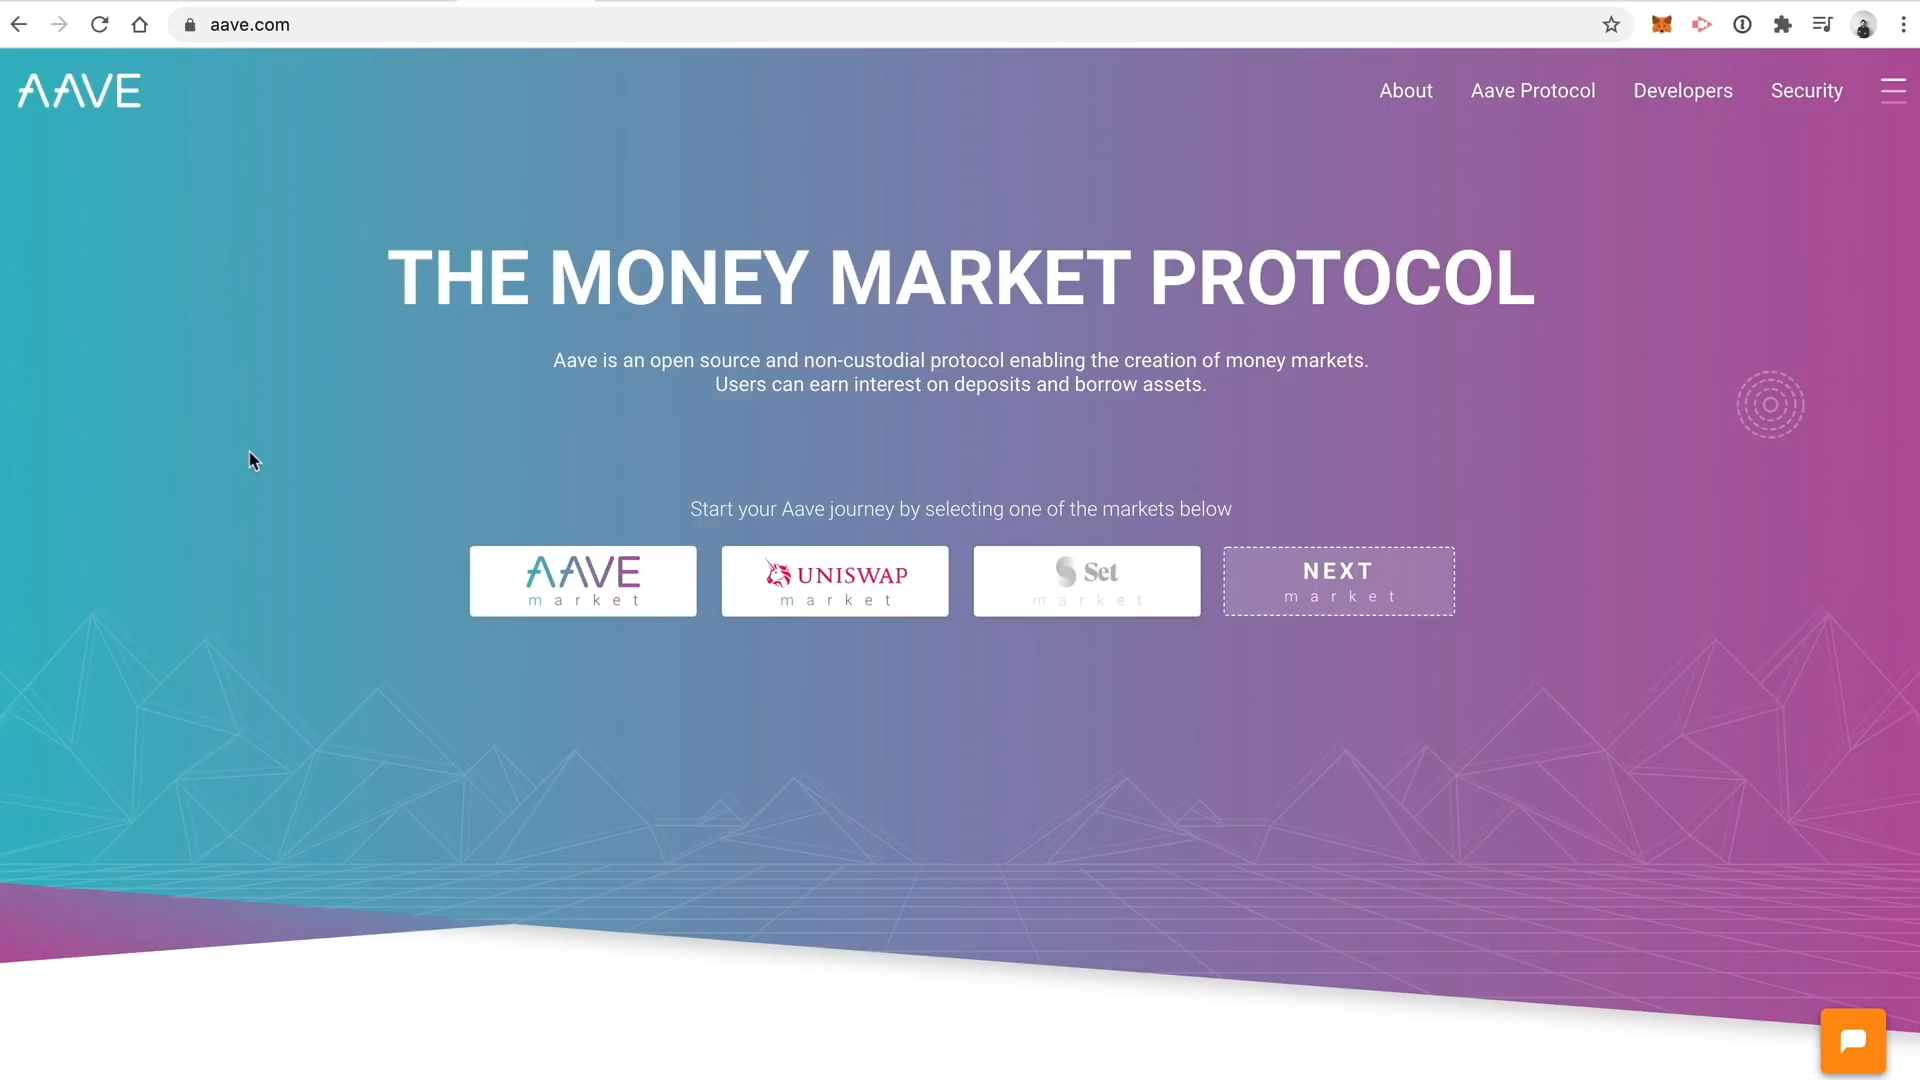 aave.com
AAVE
About
Aave Protocol
Developers
Security
THE MONEY MARKET PROTOCOL
Aave is an open source and non-custodial protocol enabling the creation of money markets.
Users can earn interest on deposits and borrow assets.
Start your Aave journey by selecting one of the markets below
AAVE
market
UNISWAP
market
Set
market
NEXT
market